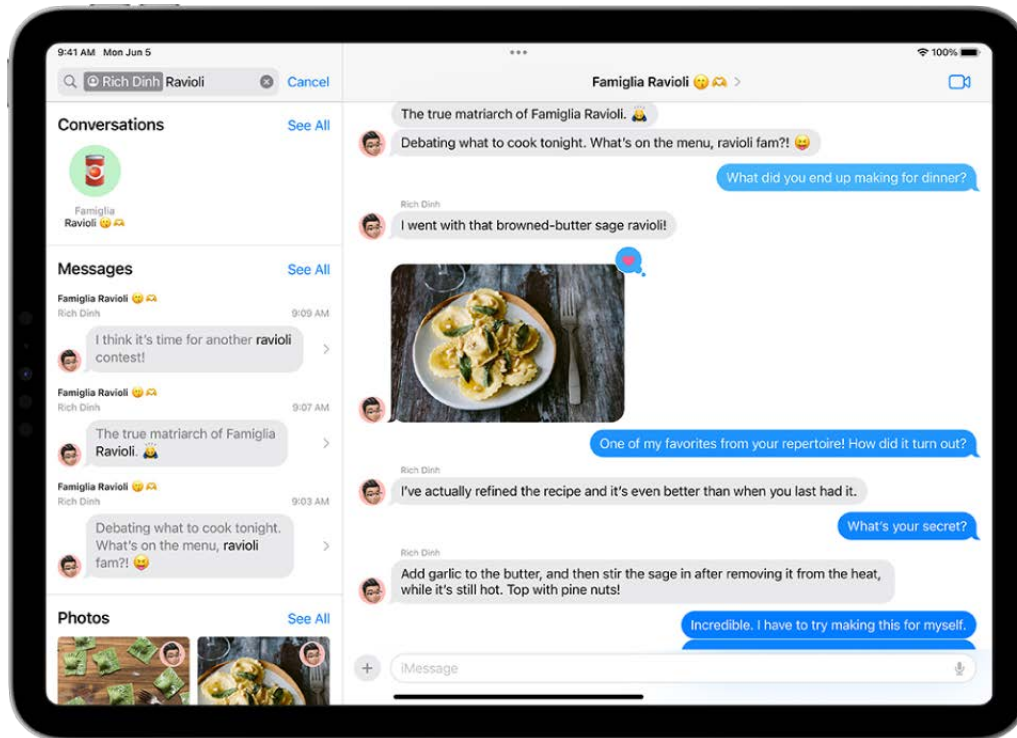 9:41 AM Mon Jun 5
100%
Rich Dinh Ravioli
Cancel
Conversations
See All
Famiglia
Ravioli 😗 🫶
Messages
See All
Famiglia Ravioli 😗 🫶
Rich Dinh
9:09 AM
I think it's time for another ravioli
contest!
Famiglia Ravioli 😗 🫶
Rich Dinh
9:07 AM
The true matriarch of Famiglia
Ravioli. 🙇
Famiglia Ravioli 😗 🫶
Rich Dinh
9:03 AM
Debating what to cook tonight.
What's on the menu, ravioli
fam?! 😝
Photos
See All
Famiglia Ravioli 😗 🫶
The true matriarch of Famiglia Ravioli. 🙇
Debating what to cook tonight. What's on the menu, ravioli fam?! 😝
What did you end up making for dinner?
Rich Dinh
I went with that browned-butter sage ravioli!
One of my favorites from your repertoire! How did it turn out?
Rich Dinh
I've actually refined the recipe and it's even better than when you last had it.
What's your secret?
Rich Dinh
Add garlic to the butter, and then stir the sage in after removing it from the heat,
while it's still hot. Top with pine nuts!
Incredible. I have to try making this for myself.
iMessage